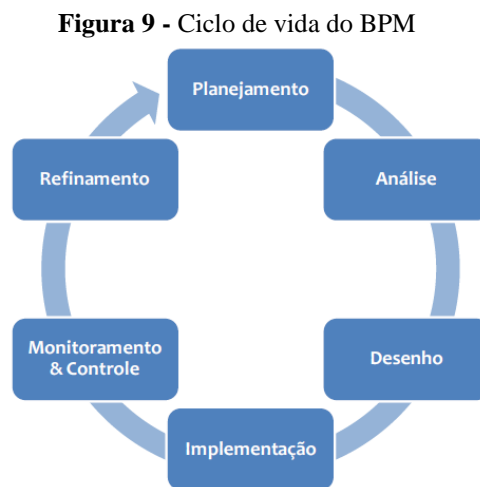 Figura 9 - Ciclo de vida do BPM
Planejamento
Análise
Desenho
Implementação
Monitoramento
& Controle
Refinamento